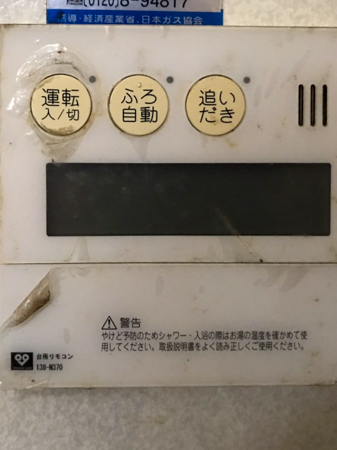 (0120)8-94817
導・経済産業省、日本ガス協会
運転 入/切
ふろ 自動
追い だき
警告
やけど予防のためシャワー・入浴の際はお湯の温度を確かめて使
用してください。取扱説明書をよく読み正しくご使用ください。
台所リモコン
138-N370